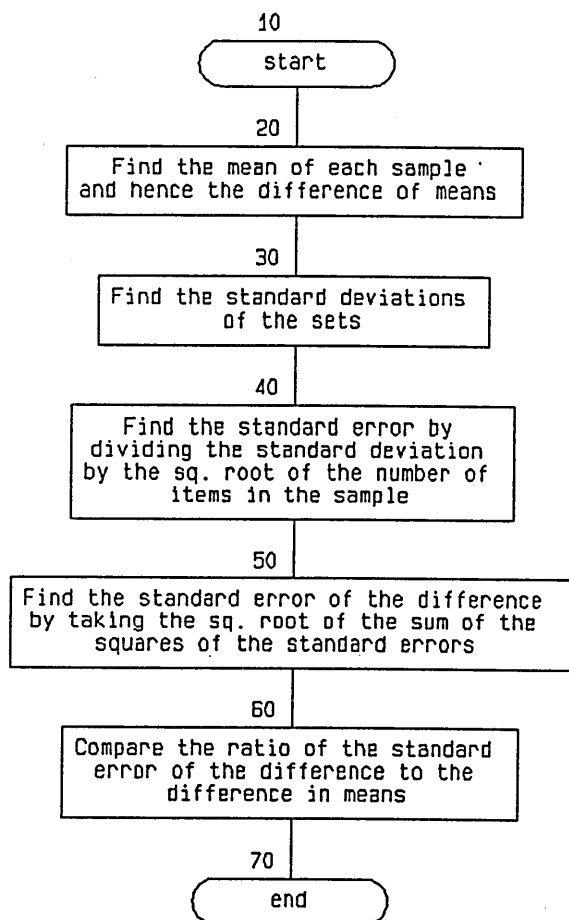 10
start
20
Find the mean of each sample
and hence the difference of means
30
Find the standard deviations
of the sets
40
Find the standard error by
dividing the standard deviation
by the sq. root of the number of
items in the sample
50
Find the standard error of the difference
by taking the sq. root of the sum of the
squares of the standard errors
60
Compare the ratio of the standard
error of the difference to the
difference in means
70
end